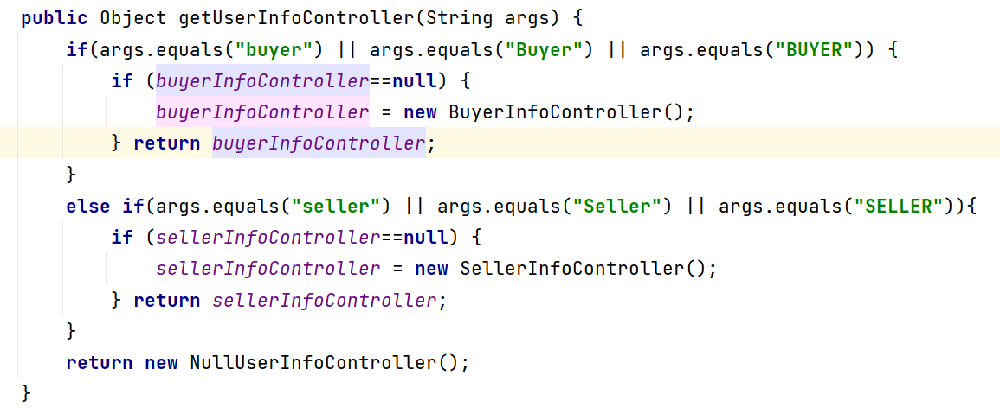 public Object getUserInfoController(String args) {
    if(args.equals("buyer") || args.equals("Buyer") || args.equals("BUYER")) {
        if (buyerInfoController==null) {
            buyerInfoController = new BuyerInfoController();
        } return buyerInfoController;
    }
    else if(args.equals("seller") || args.equals("Seller") || args.equals("SELLER")){
        if (sellerInfoController==null) {
            sellerInfoController = new SellerInfoController();
        } return sellerInfoController;
    }
    return new NullUserInfoController();
}